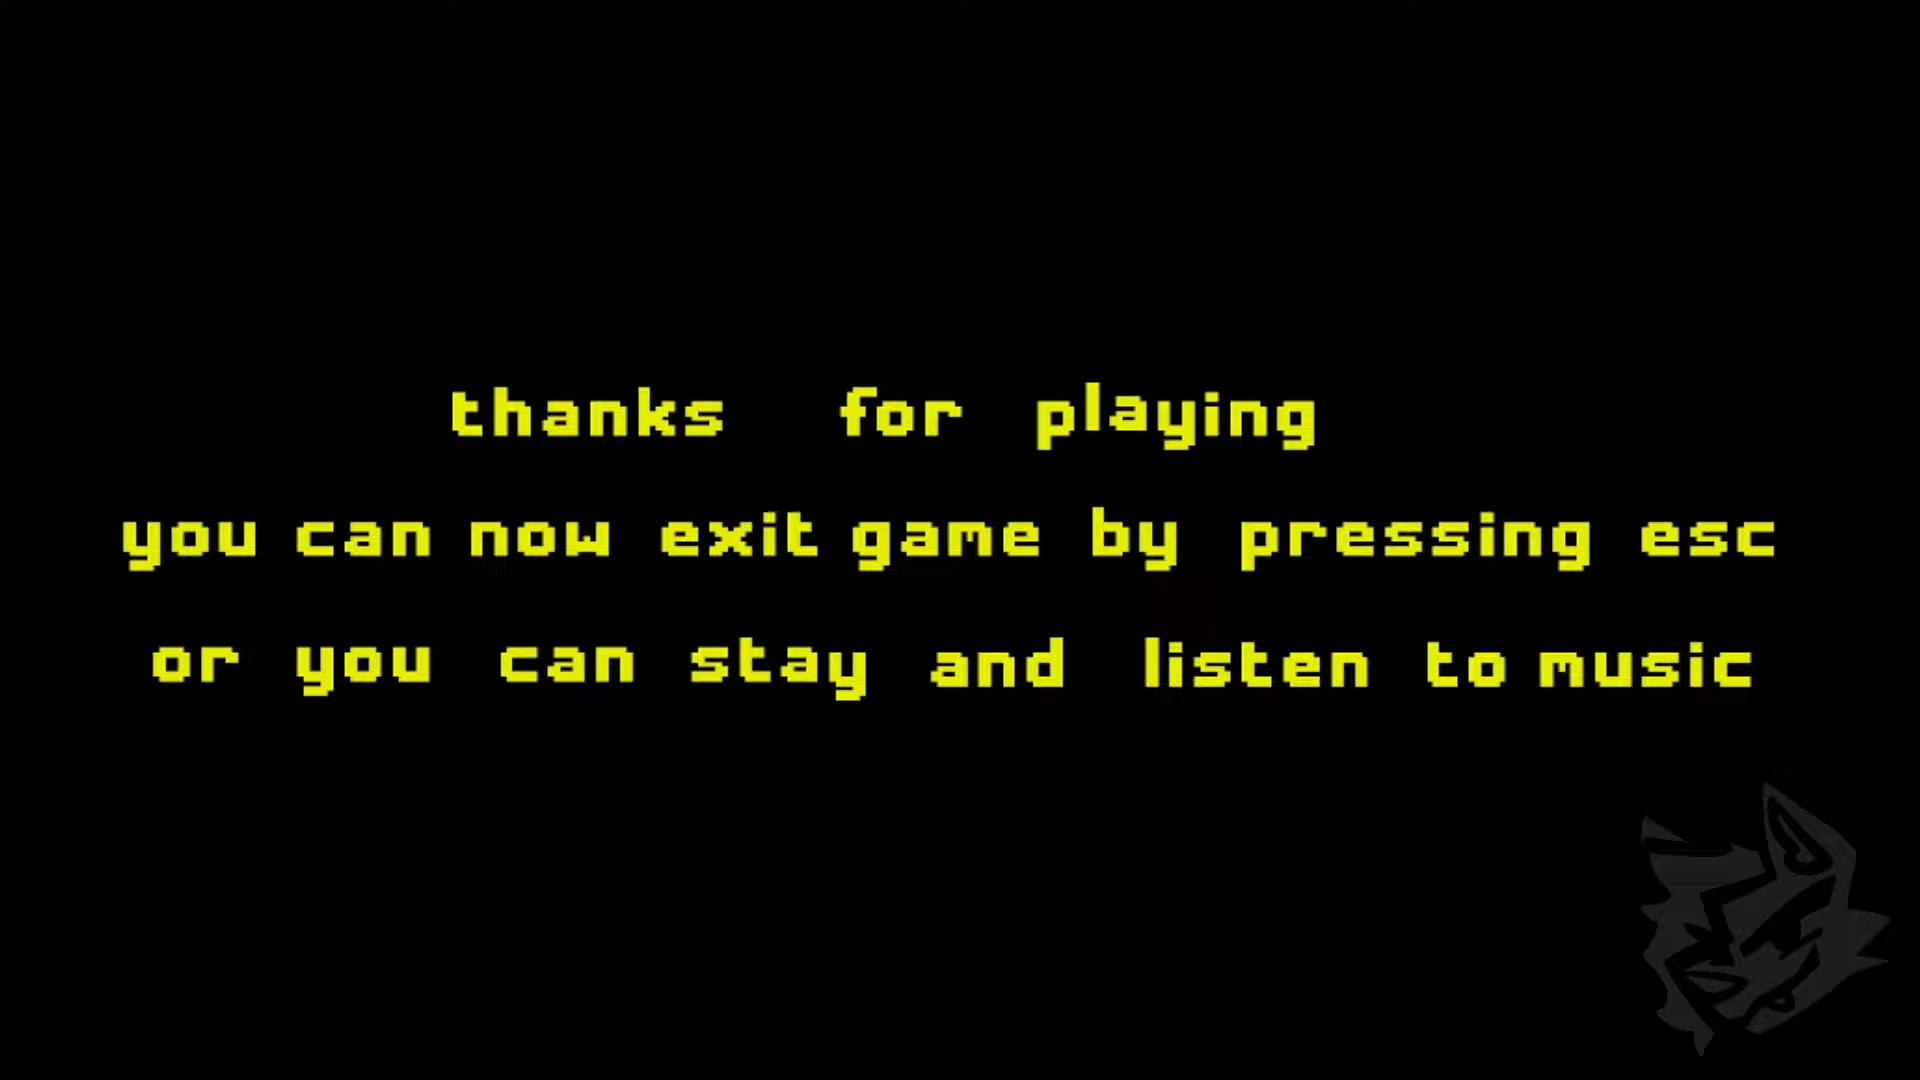 thanks for playing
you can now exit game by pressing esc
or you can stay and listen to music